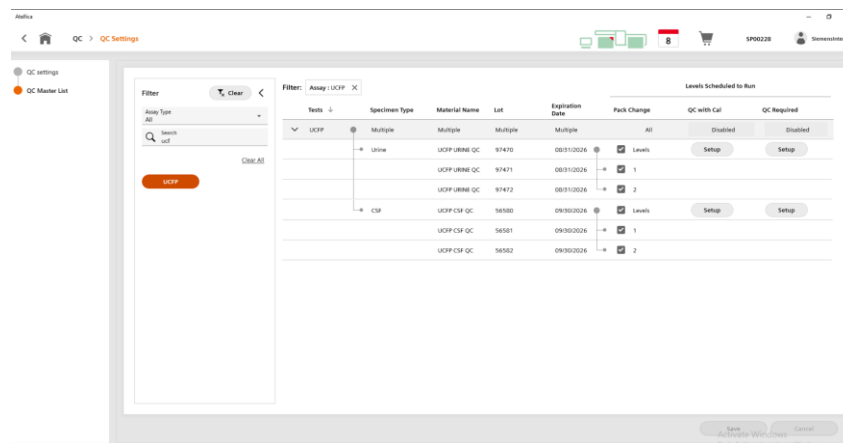 Atellica
QC > QC Settings
8
SP00228
SiemensInte
QC settings
QC Master List
Filter
Clear
Assay Type
All
Search
ucf
Clear All
UCFP
Filter: Assay : UCFP X
Levels Scheduled to Run
Tests ↓ Specimen Type Material Name Lot Expiration Date Pack Change QC with Cal QC Required
UCFP Multiple Multiple Multiple Multiple All Disabled Disabled
Urine UCFP URINE QC 97470 08/31/2026 Levels Setup Setup
UCFP URINE QC 97471 08/31/2026 1
UCFP URINE QC 97472 08/31/2026 2
CSF UCFP CSF QC 56580 09/30/2026 Levels Setup Setup
UCFP CSF QC 56581 09/30/2026 1
UCFP CSF QC 56582 09/30/2026 2
Save Cancel
Activate Windows